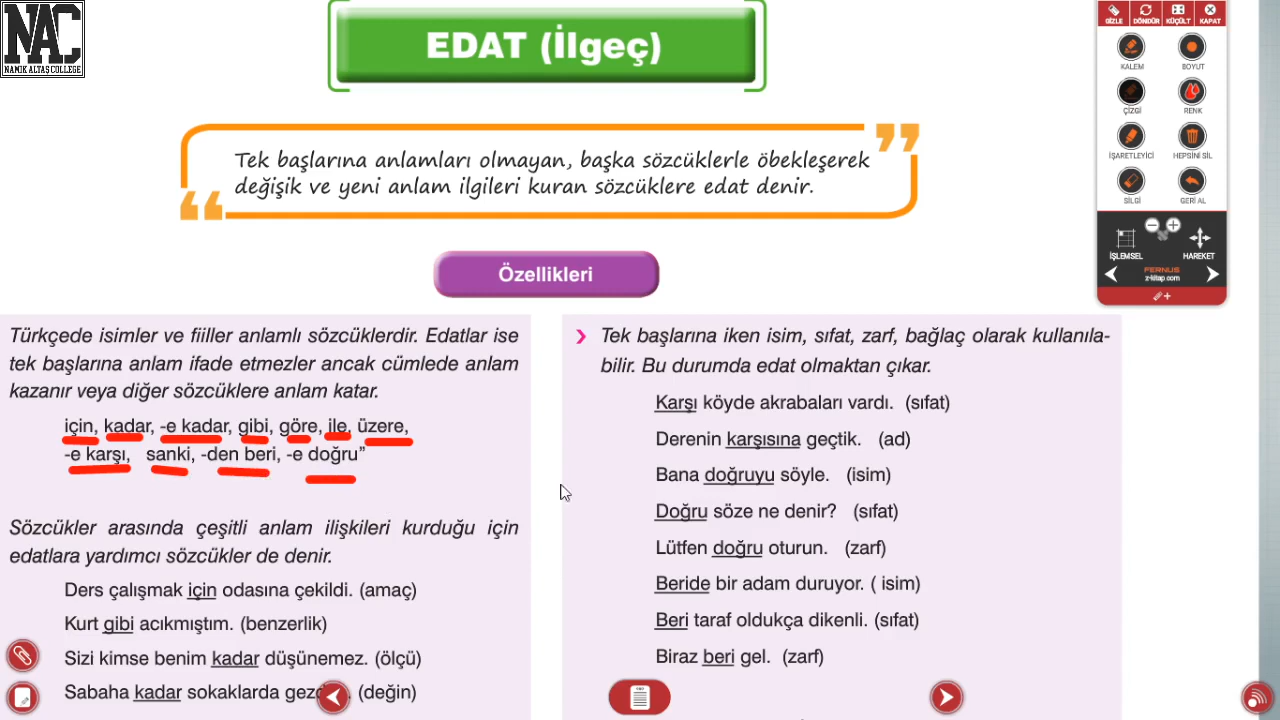 NAC
NAMIK ALTAŞ COLLEGE
EDAT (İlgeç)
Tek başlarına anlamları olmayan, başka sözcüklerle öbekleşerek
değişik ve yeni anlam ilgileri kuran sözcüklere edat denir.
Özellikleri
Türkçede isimler ve fiiller anlamlı sözcüklerdir. Edatlar ise
tek başlarına anlam ifade etmezler ancak cümlede anlam
kazanır veya diğer sözcüklere anlam katar.
için, kadar, -e kadar, gibi, göre, ile, üzere,
-e karşı, sanki, -den beri, -e doğru”
Sözcükler arasında çeşitli anlam ilişkileri kurduğu için
edatlara yardımcı sözcükler de denir.
Ders çalışmak için odasına çekildi. (amaç)
Kurt gibi acıkmıştım. (benzerlik)
Sizi kimse benim kadar düşünemez. (ölçü)
Sabaha kadar sokaklarda (değin)
Tek başlarına iken isim, sıfat, zarf, bağlaç olarak kullanıla-
bilir. Bu durumda edat olmaktan çıkar.
Karşı köyde akrabaları vardı. (sıfat)
Derenin karşısına geçtik. (ad)
Bana doğruyu söyle. (isim)
Doğru söze ne denir? (sıfat)
Lütfen doğru oturun. (zarf)
Beride bir adam duruyor. ( isim)
Beri taraf oldukça dikenli. (sıfat)
Biraz beri gel. (zarf)
GİZLE DÖNDÜR KÜÇÜLT KAPAT
KALEM BOYUT
ÇİZGİ RENK
İŞARETLEYİCİ HEPSİNİ SİL
SİLGİ GERİ AL
İŞLEMSEL HAREKET
FERNUS
z-kitap.com